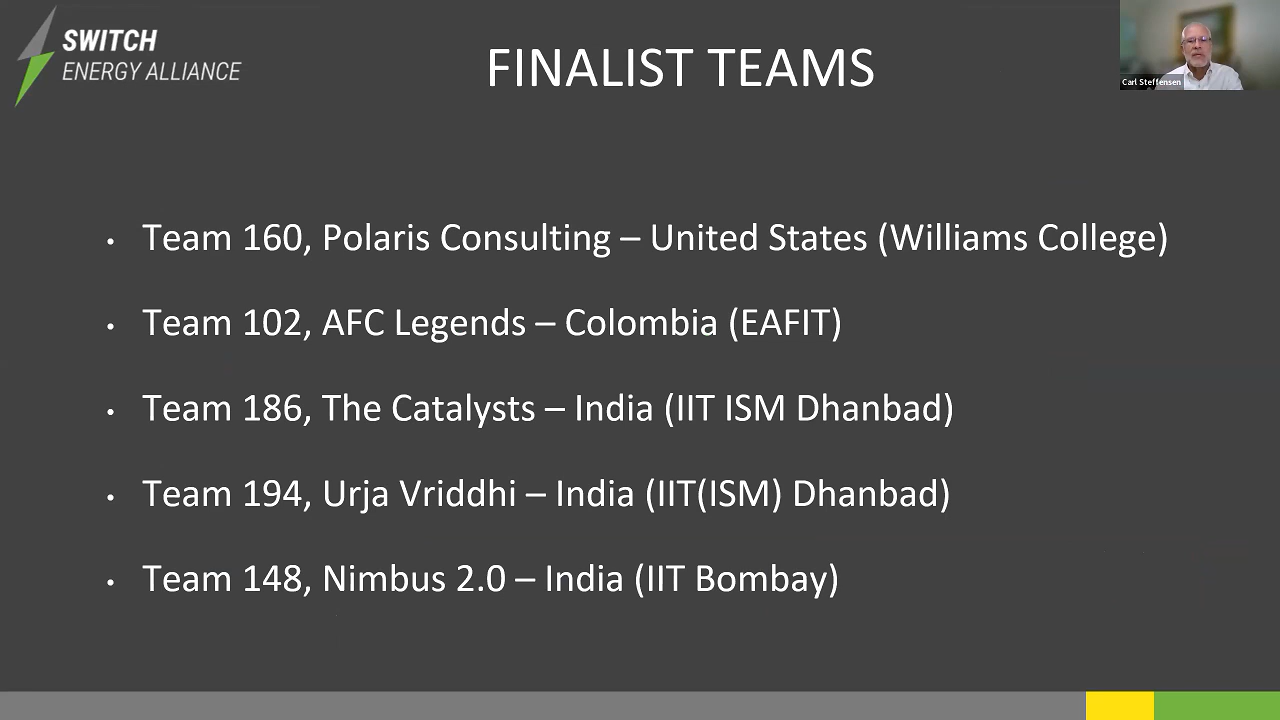 SWITCH
ENERGY ALLIANCE
FINALIST TEAMS
Carl Steffensen
• Team 160, Polaris Consulting – United States (Williams College)
• Team 102, AFC Legends – Colombia (EAFIT)
• Team 186, The Catalysts – India (IIT ISM Dhanbad)
• Team 194, Urja Vriddhi – India (IIT(ISM) Dhanbad)
• Team 148, Nimbus 2.0 – India (IIT Bombay)